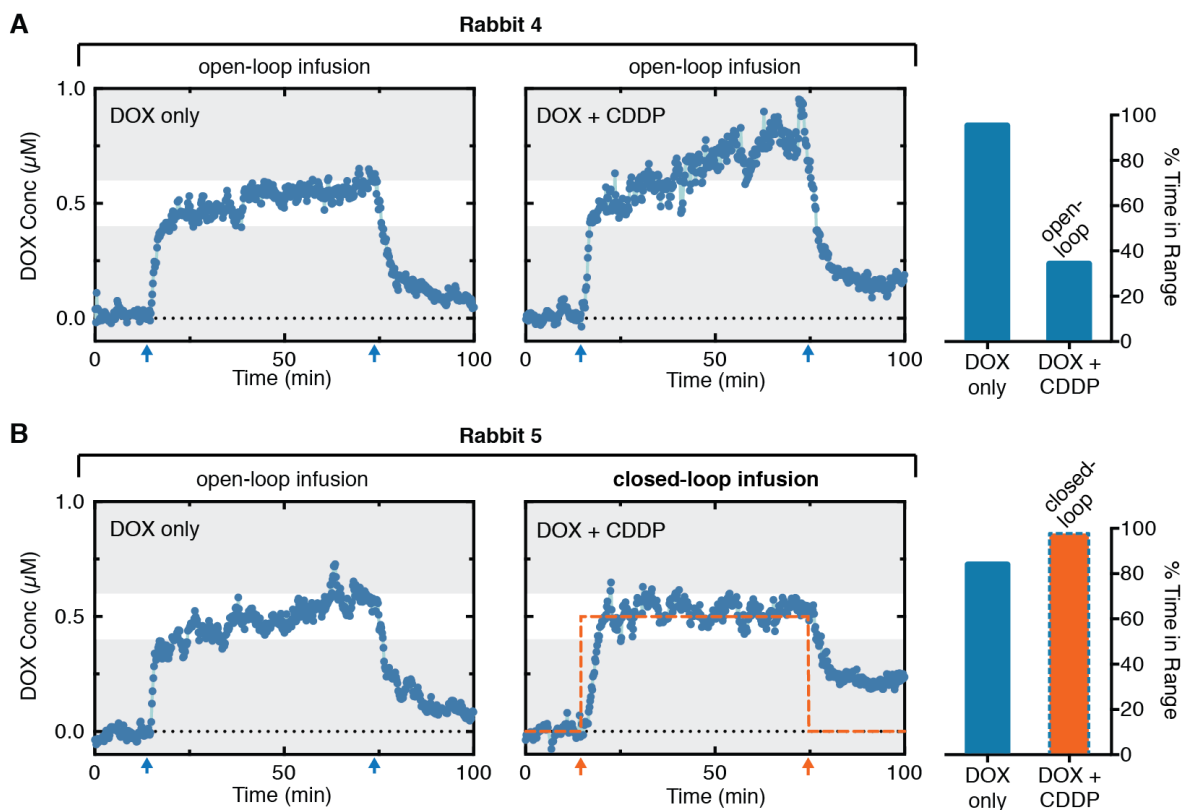 A
Rabbit 4
open-loop infusion
open-loop infusion
DOX only
DOX + CDDP
DOX Conc (µM)
1.0
0.5
0.0
0
50
100
Time (min)
0
50
100
Time (min)
open-
loop
100
80
60
40
20
0
% Time in Range
DOX
only
DOX +
CDDP
B
Rabbit 5
open-loop infusion
closed-loop infusion
DOX only
DOX + CDDP
DOX Conc (µM)
1.0
0.5
0.0
0
50
100
Time (min)
0
50
100
Time (min)
closed-
loop
100
80
60
40
20
0
% Time in Range
DOX
only
DOX +
CDDP